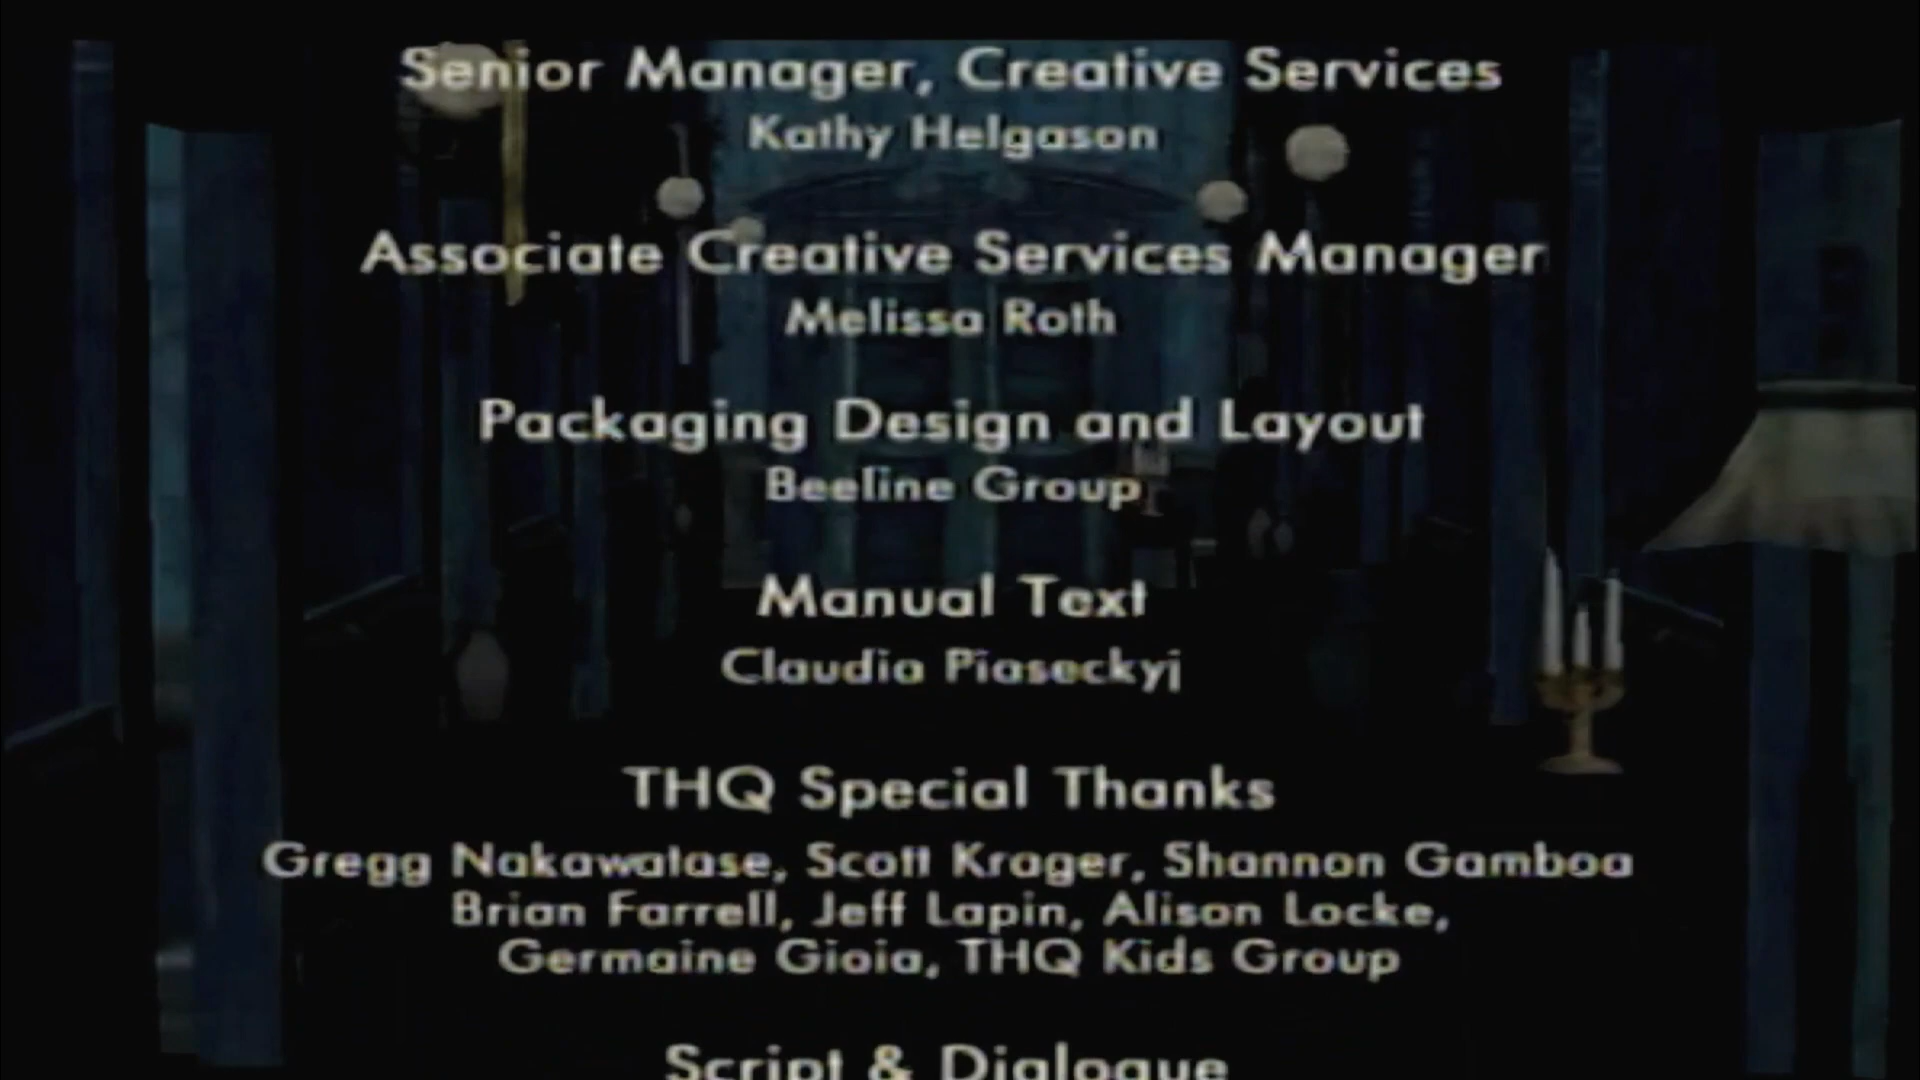 Senior Manager, Creative Services
Kathy Helgason
Associate Creative Services Manager
Melissa Roth
Packaging Design and Layout
Beeline Group
Manual Text
Claudia Piaseckyj
THQ Special Thanks
Gregg Nakawatase, Scott Krager, Shannon Gamboa
Brian Farrell, Jeff Lapin, Alison Locke,
Germaine Gioia, THQ Kids Group
Script & Dialogue